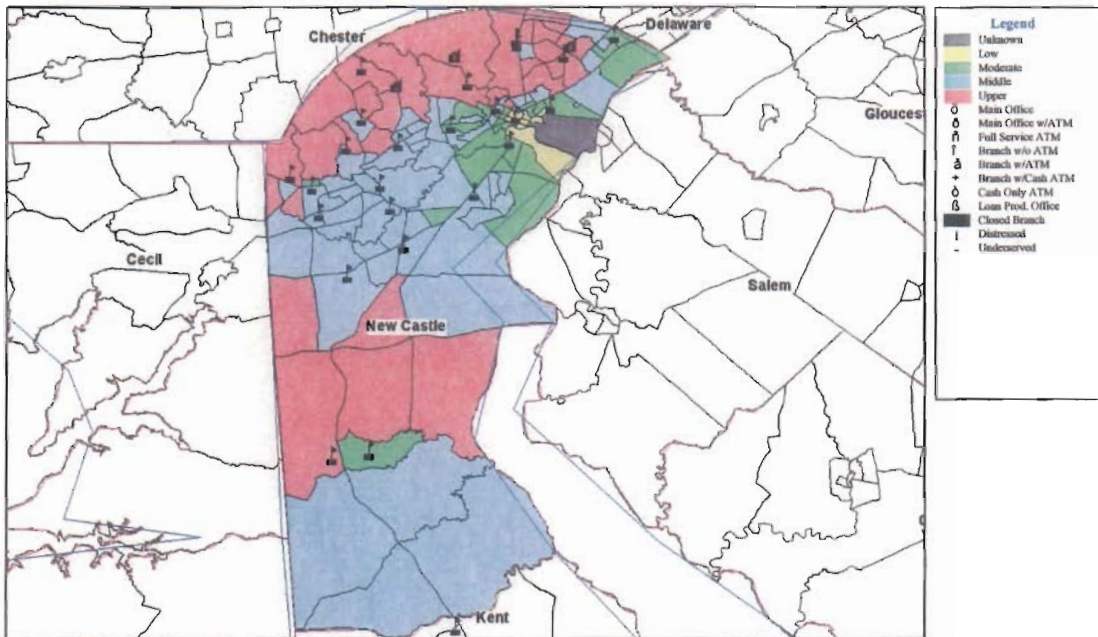 Chester
Delaware
Glouces
Cecil
Salem
New Castle
Kent
Legend
Unknown
Low
Moderate
Middle
Upper
Main Office
Main Office w/ATM
Full Service ATM
Branch w/o ATM
Branch w/ATM
Branch w/Cash ATM
Cash Only ATM
Loan Prod. Office
Closed Branch
Distressed
Underserved